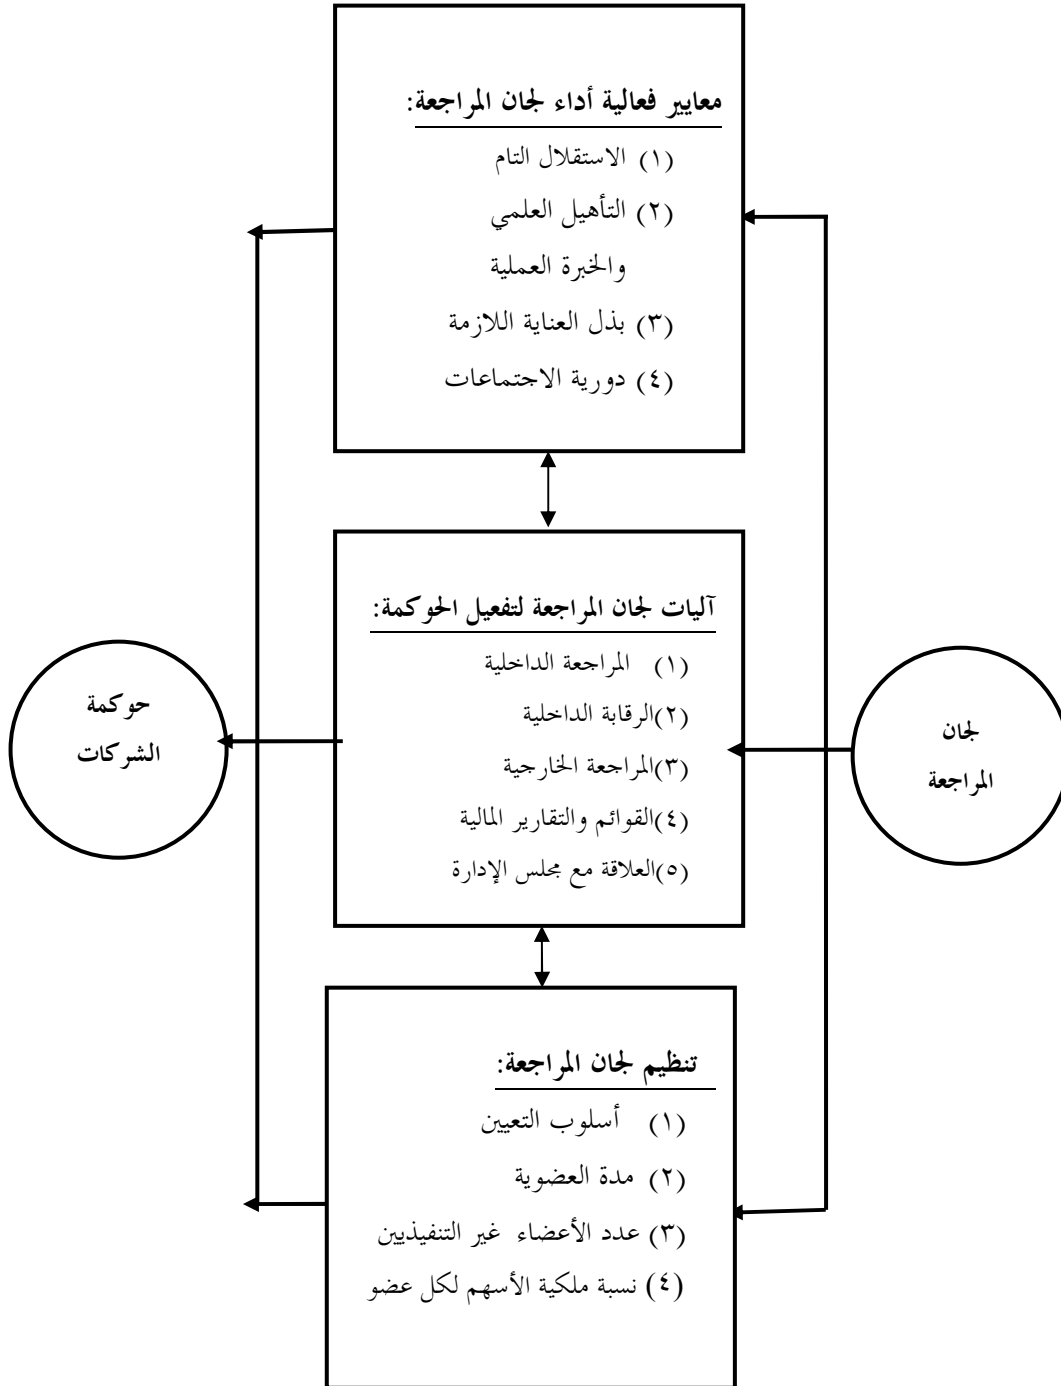 معايير فعالية أداء لجان المراجعة:
(١) الاستقلال التام
(٢) التأهيل العلمي
والخبرة العملية
(٣) بذل العناية اللازمة
(٤) دورية الاجتماعات
آليات لجان المراجعة لتفعيل الحوكمة:
(١) المراجعة الداخلية
(٢)الرقابة الداخلية
(٣)المراجعة الخارجية
(٤)القوائم والتقارير المالية
(٥)العلاقة مع مجلس الإدارة
لجان
المراجعة
حوكمة
الشركات
تنظيم لجان المراجعة:
(١) أسلوب التعيين
(٢) مدة العضوية
(٣) عدد الأعضاء غير التنفيذيين
(٤) نسبة ملكية الأسهم لكل عضو